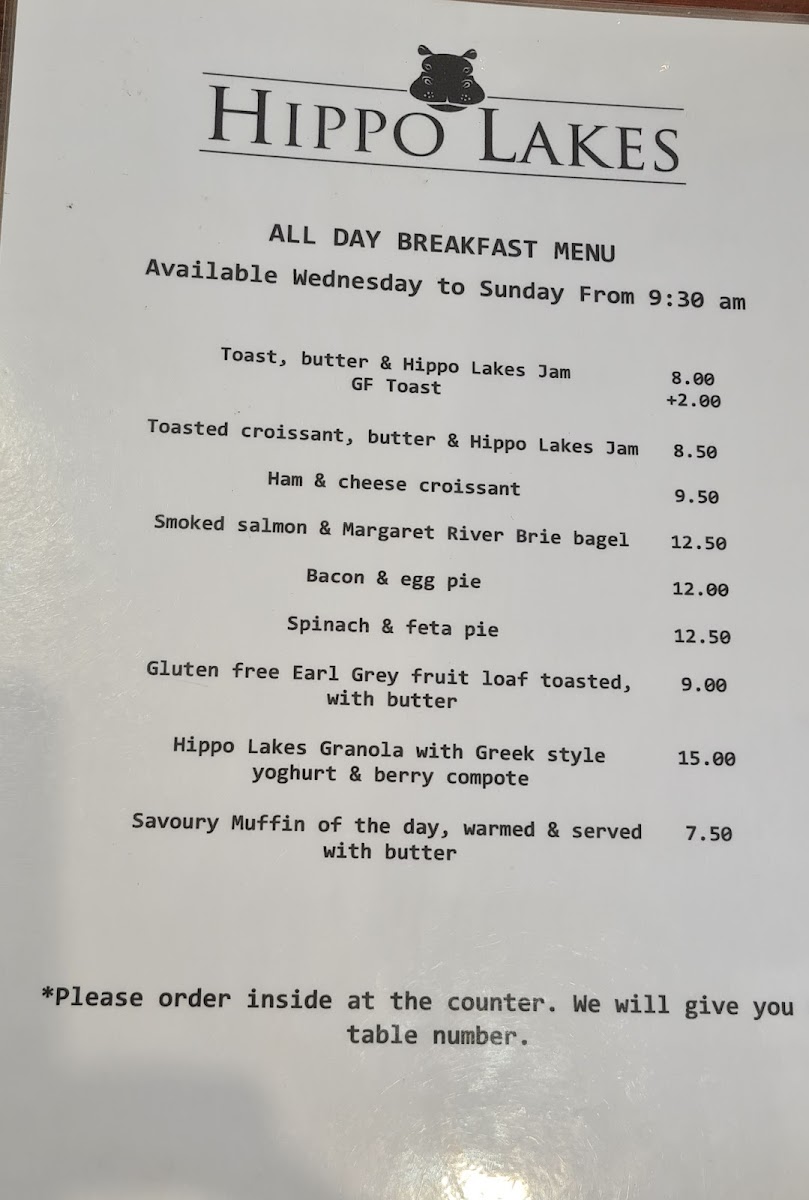 HIPPO LAKES
ALL DAY BREAKFAST MENU
Available Wednesday to Sunday From 9:30 am
Toast, butter & Hippo Lakes Jam 8.00
GF Toast +2.00
Toasted croissant, butter & Hippo Lakes Jam 8.50
Ham & cheese croissant 9.50
Smoked salmon & Margaret River Brie bagel 12.50
Bacon & egg pie 12.00
Spinach & feta pie 12.50
Gluten free Earl Grey fruit loaf toasted, 9.00
with butter
Hippo Lakes Granola with Greek style 15.00
yoghurt & berry compote
Savoury Muffin of the day, warmed & served 7.50
with butter
*Please order inside at the counter. We will give you
table number.